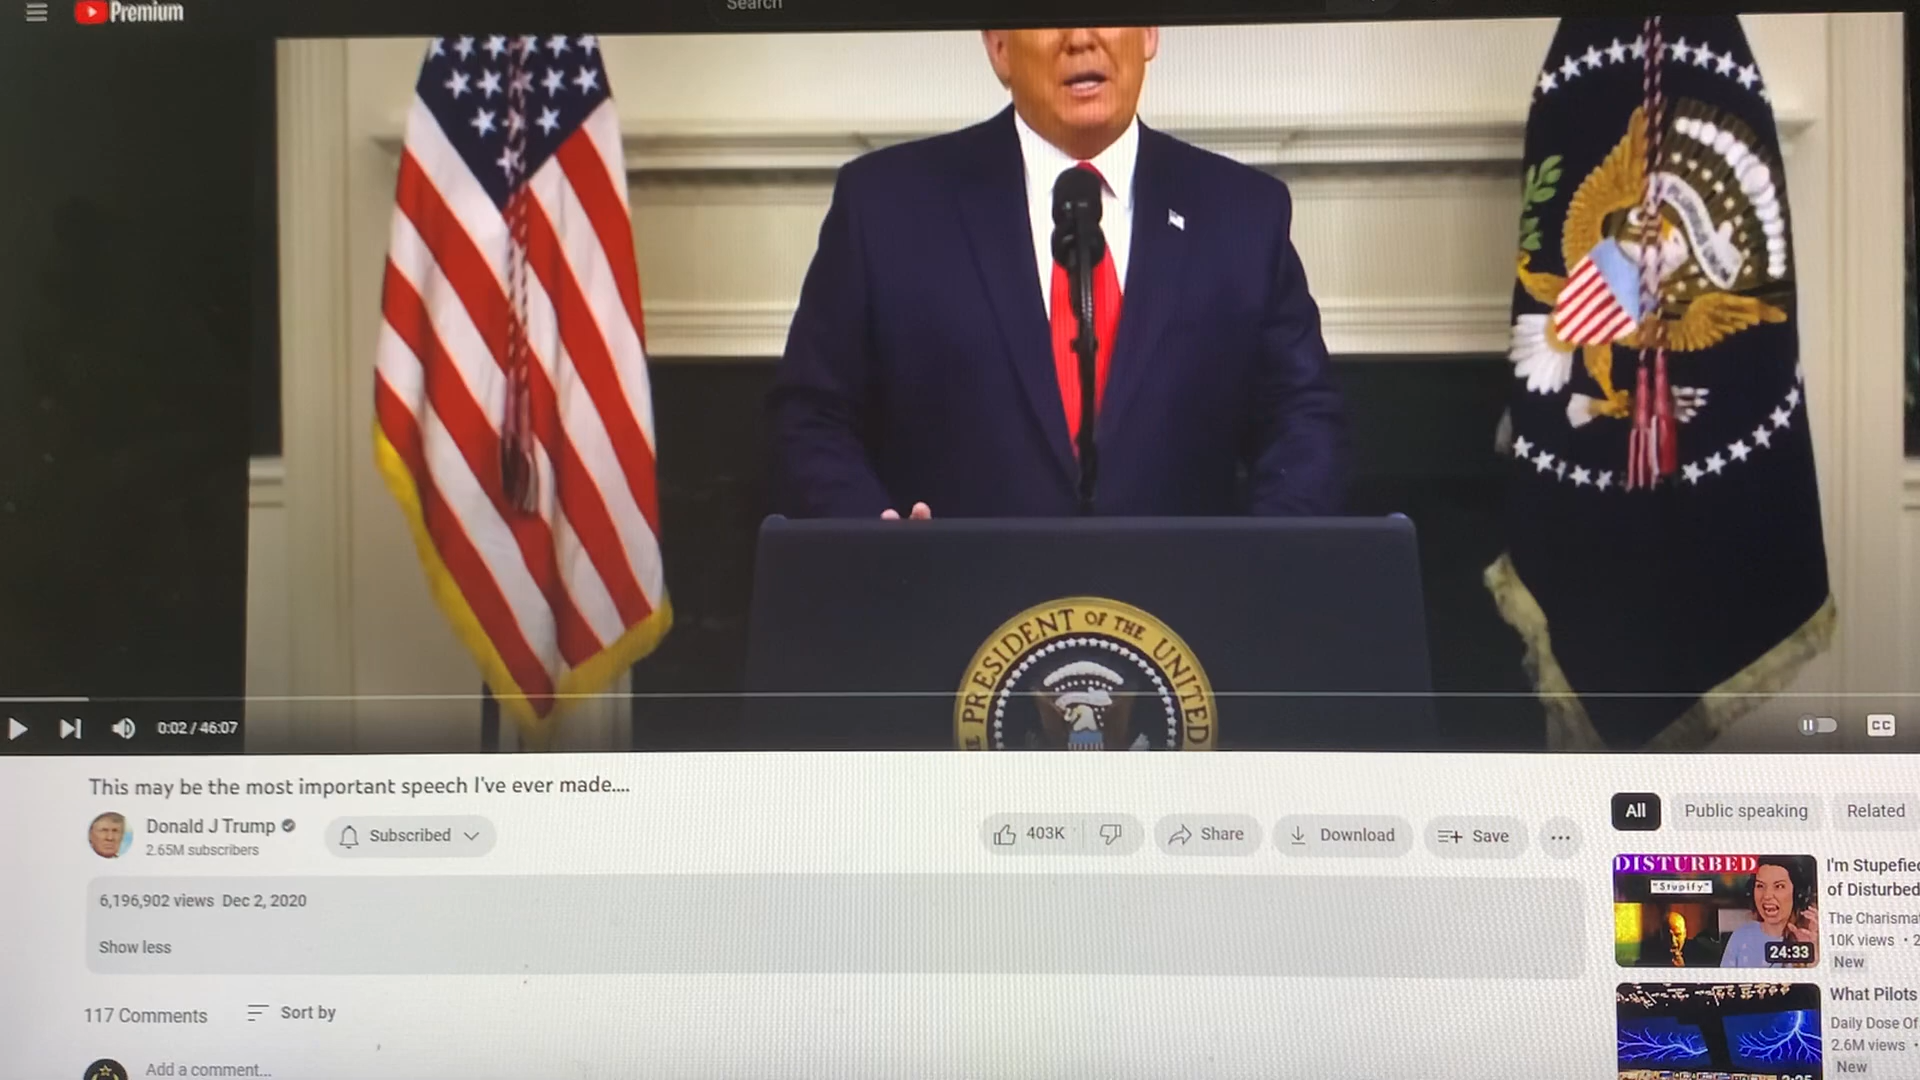 Premium
Search
PRESIDENT OF THE UNITED
0:02 / 46:07
CC
This may be the most important speech I've ever made....
Donald J Trump
2.65M subscribers
Subscribed
403K
Share
Download
Save
6,196,902 views Dec 2, 2020
Show less
117 Comments
Sort by
Add a comment...
All
Public speaking
Related
DISTURBED
"Stupify"
24:33
I'm Stupefied
of Disturbed
The Charisma
10K views • 2
New
What Pilots
Daily Dose Of
2.6M views •
New